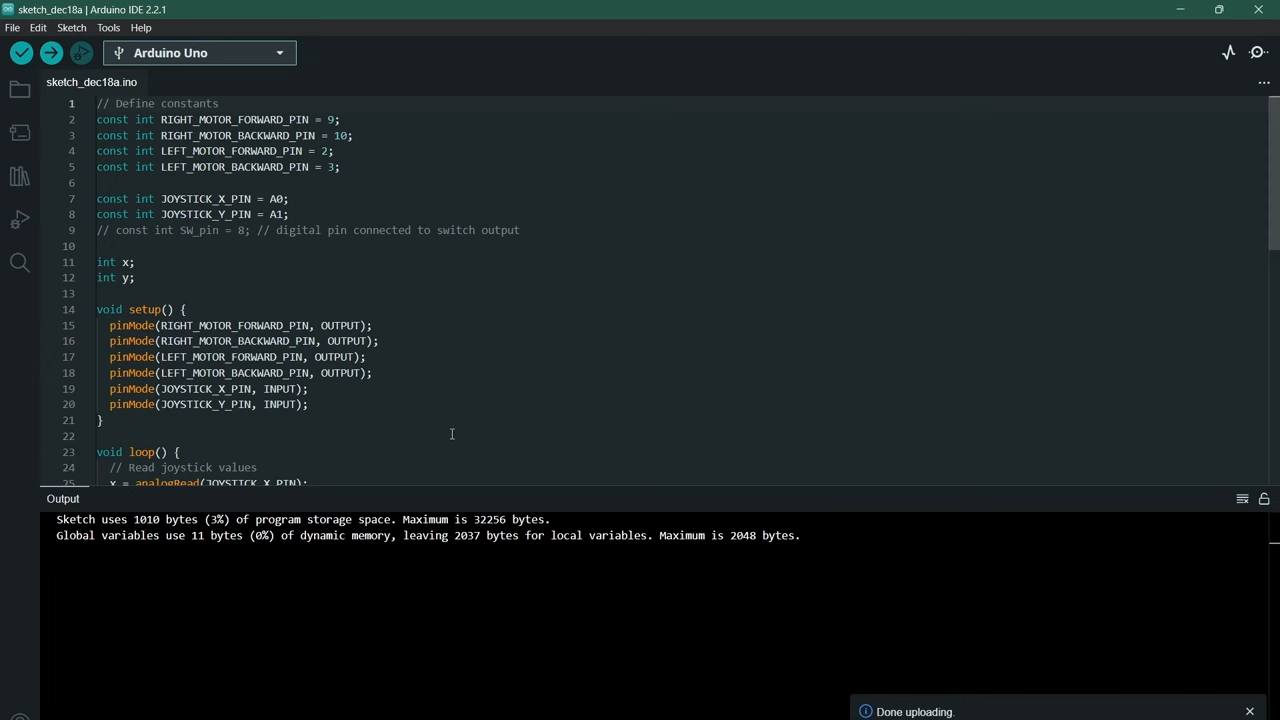 sketch_dec18a | Arduino IDE 2.2.1
File Edit Sketch Tools Help
Arduino Uno
sketch_dec18a.ino
1 // Define constants
2 const int RIGHT_MOTOR_FORWARD_PIN = 9;
3 const int RIGHT_MOTOR_BACKWARD_PIN = 10;
4 const int LEFT_MOTOR_FORWARD_PIN = 2;
5 const int LEFT_MOTOR_BACKWARD_PIN = 3;
6
7 const int JOYSTICK_X_PIN = A0;
8 const int JOYSTICK_Y_PIN = A1;
9 // const int SW_pin = 8; // digital pin connected to switch output
10
11 int x;
12 int y;
13
14 void setup() {
15 pinMode(RIGHT_MOTOR_FORWARD_PIN, OUTPUT);
16 pinMode(RIGHT_MOTOR_BACKWARD_PIN, OUTPUT);
17 pinMode(LEFT_MOTOR_FORWARD_PIN, OUTPUT);
18 pinMode(LEFT_MOTOR_BACKWARD_PIN, OUTPUT);
19 pinMode(JOYSTICK_X_PIN, INPUT);
20 pinMode(JOYSTICK_Y_PIN, INPUT);
21 }
22
23 void loop() {
24 // Read joystick values
25 x = analogRead(JOYSTICK_X_PIN);
Output
Sketch uses 1010 bytes (3%) of program storage space. Maximum is 32256 bytes.
Global variables use 11 bytes (0%) of dynamic memory, leaving 2037 bytes for local variables. Maximum is 2048 bytes.
Done uploading.